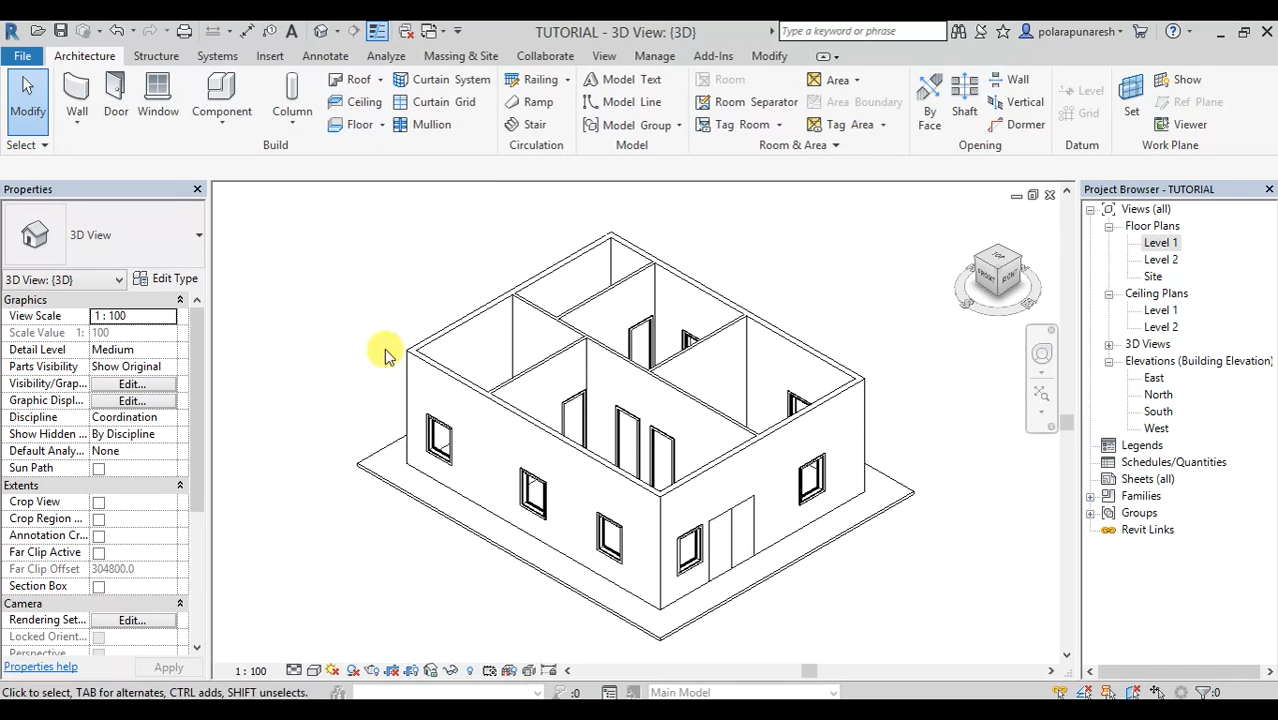 TUTORIAL - 3D View: {3D}
Type a keyword or phrase
polarapunaresh
File Architecture Structure Systems Insert Annotate Analyze Massing & Site Collaborate View Manage Add-Ins Modify
Modify
Wall
Door
Window
Component
Column
Roof
Ceiling
Floor
Curtain System
Curtain Grid
Mullion
Railing
Ramp
Stair
Model Text
Model Line
Model Group
Room
Room Separator
Tag Room
Area
Area Boundary
Tag Area
By
Face
Shaft
Wall
Vertical
Dormer
Level
Grid
Set
Show
Ref Plane
Viewer
Select Build Circulation Model Room & Area Opening Datum Work Plane
Properties
3D View
3D View: {3D}
Edit Type
Graphics
View Scale 1 : 100
Scale Value 1: 100
Detail Level Medium
Parts Visibility Show Original
Visibility/Grap... Edit...
Graphic Displ... Edit...
Discipline Coordination
Show Hidden ... By Discipline
Default Analy... None
Sun Path
Extents
Crop View
Crop Region ...
Annotation Cr...
Far Clip Active
Far Clip Offset 304800.0
Section Box
Camera
Rendering Set... Edit...
Locked Orient...
Perspective
Properties help
Apply
TOP
FRONT
RIGHT
1 : 100
Project Browser - TUTORIAL
Views (all)
Floor Plans
Level 1
Level 2
Site
Ceiling Plans
Level 1
Level 2
3D Views
Elevations (Building Elevation)
East
North
South
West
Legends
Schedules/Quantities
Sheets (all)
Families
Groups
Revit Links
Click to select, TAB for alternates, CTRL adds, SHIFT unselects.
:0
Main Model
:0